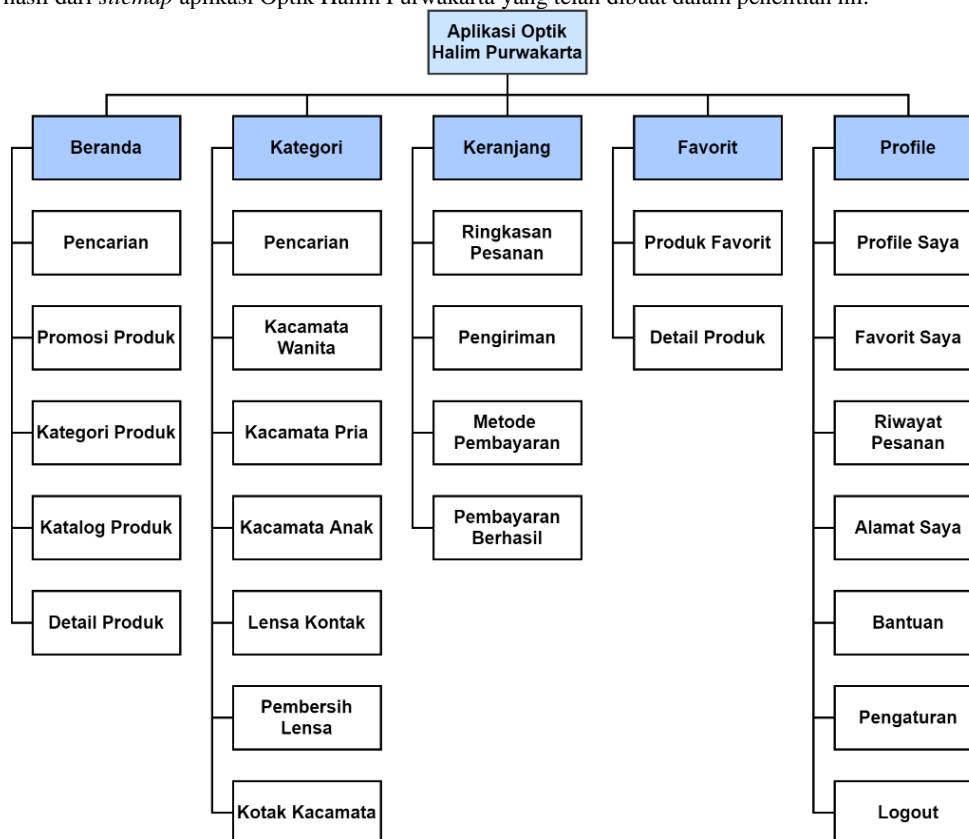 hasil dari sitemap aplikasi Optik Halim Purwakarta yang telah dibuat dalam penelitian ini.
Aplikasi Optik
Halim Purwakarta
Beranda
Kategori
Keranjang
Favorit
Profile
Pencarian
Promosi Produk
Kategori Produk
Katalog Produk
Detail Produk
Pencarian
Kacamata
Wanita
Kacamata Pria
Kacamata Anak
Lensa Kontak
Pembersih
Lensa
Kotak Kacamata
Ringkasan
Pesanan
Pengiriman
Metode
Pembayaran
Pembayaran
Berhasil
Produk Favorit
Detail Produk
Profile Saya
Favorit Saya
Riwayat
Pesanan
Alamat Saya
Bantuan
Pengaturan
Logout